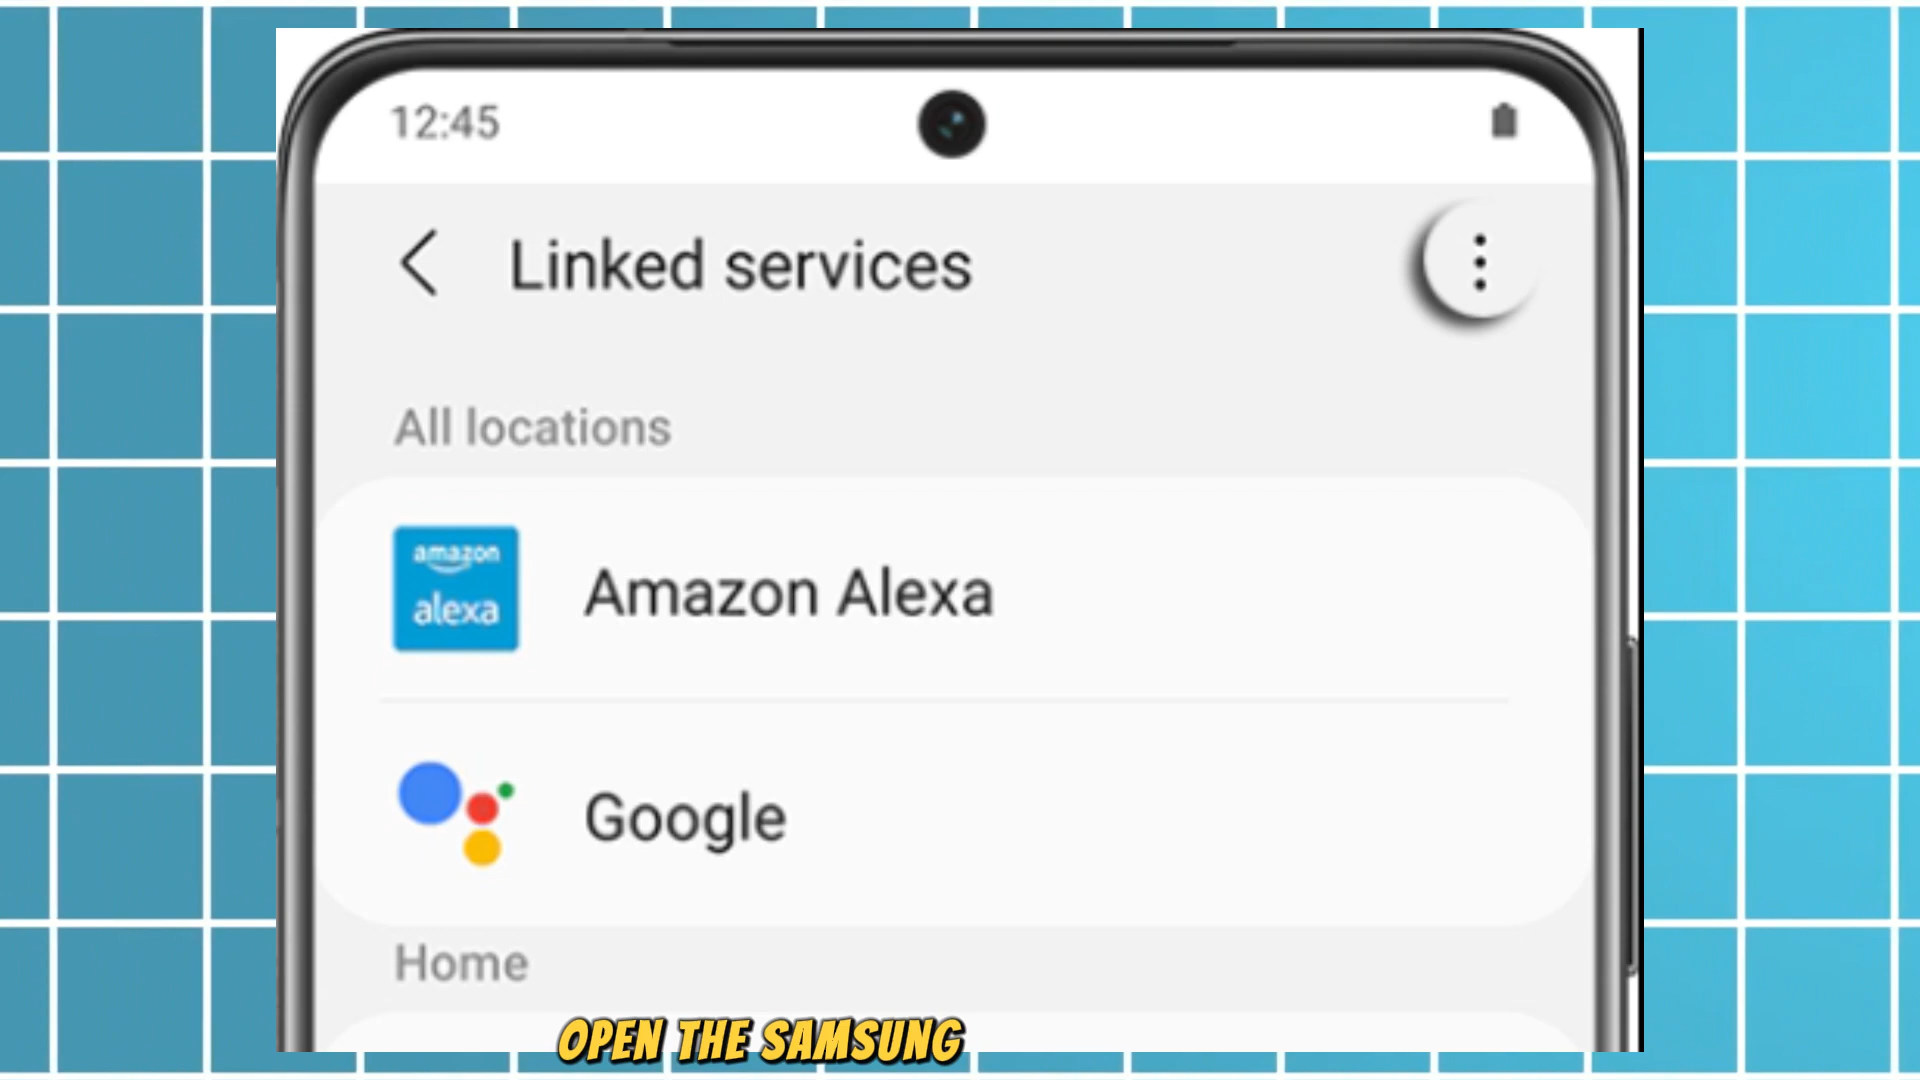 12:45
Linked services
All locations
amazon
alexa
Amazon Alexa
Google
Home
OPEN THE SAMSUNG